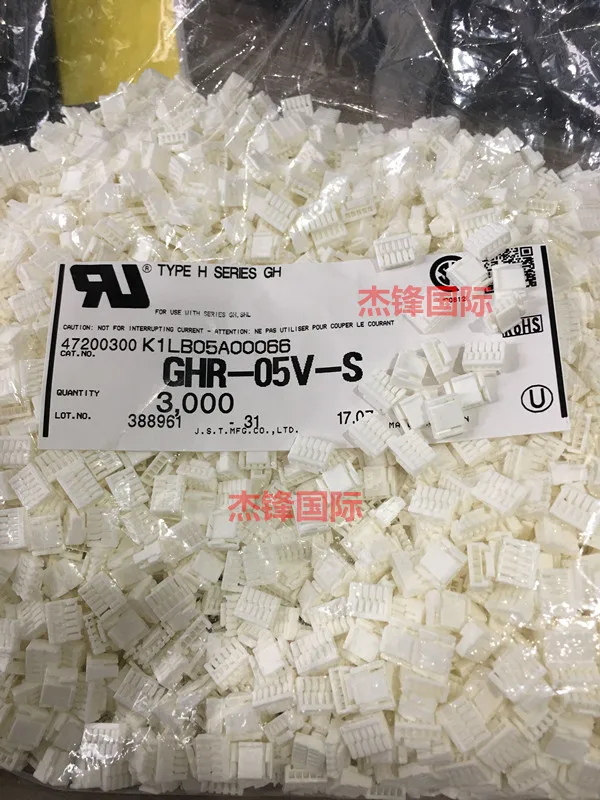 ® TYPE H SERIES GH
FOR USE WITH SERIES GH,SHL
CAUTION: NOT FOR INTERRUPTING CURRENT - ATTENTION: NE PAS UTILISER POUR COUPER LE COURANT
47200300 K1LB05A00066
CAT.NO. GHR-05V-S
QUANTITY 3,000
LOT.NO. 388961 - 31 17.07
J.S.T.MFG.CO.,LTD.
RoHS
U
杰锋国际
杰锋国际